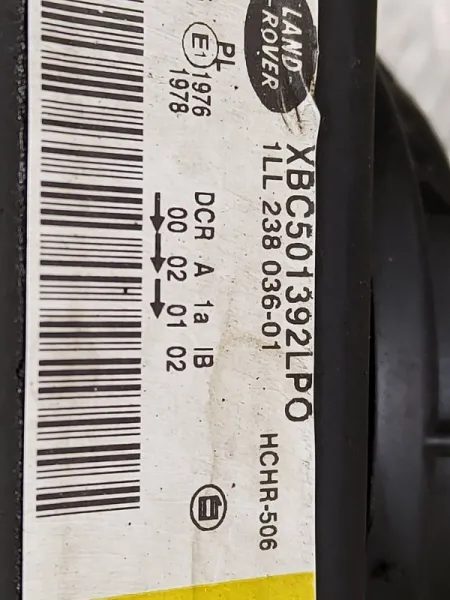 LAND-
-ROVER
XBC501392LPO
1LL 238 036-01
HCHR-506
PL
E1
1976
1978
DCR A 1a IB
00 02 01 02